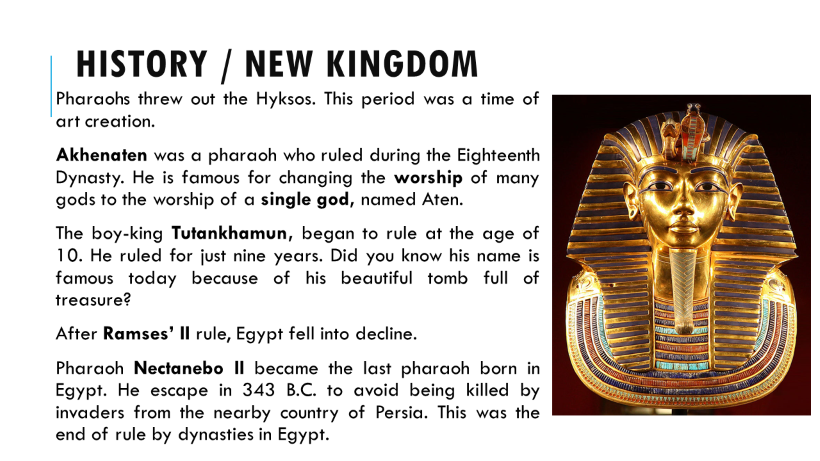 HISTORY / NEW KINGDOM
Pharaohs threw out the Hyksos. This period was a time of
art creation.
Akhenaten was a pharaoh who ruled during the Eighteenth
Dynasty. He is famous for changing the worship of many
gods to the worship of a single god, named Aten.
The boy-king Tutankhamun, began to rule at the age of
10. He ruled for just nine years. Did you know his name is
famous today because of his beautiful tomb full of
treasure?
After Ramses’ II rule, Egypt fell into decline.
Pharaoh Nectanebo II became the last pharaoh born in
Egypt. He escape in 343 B.C. to avoid being killed by
invaders from the nearby country of Persia. This was the
end of rule by dynasties in Egypt.